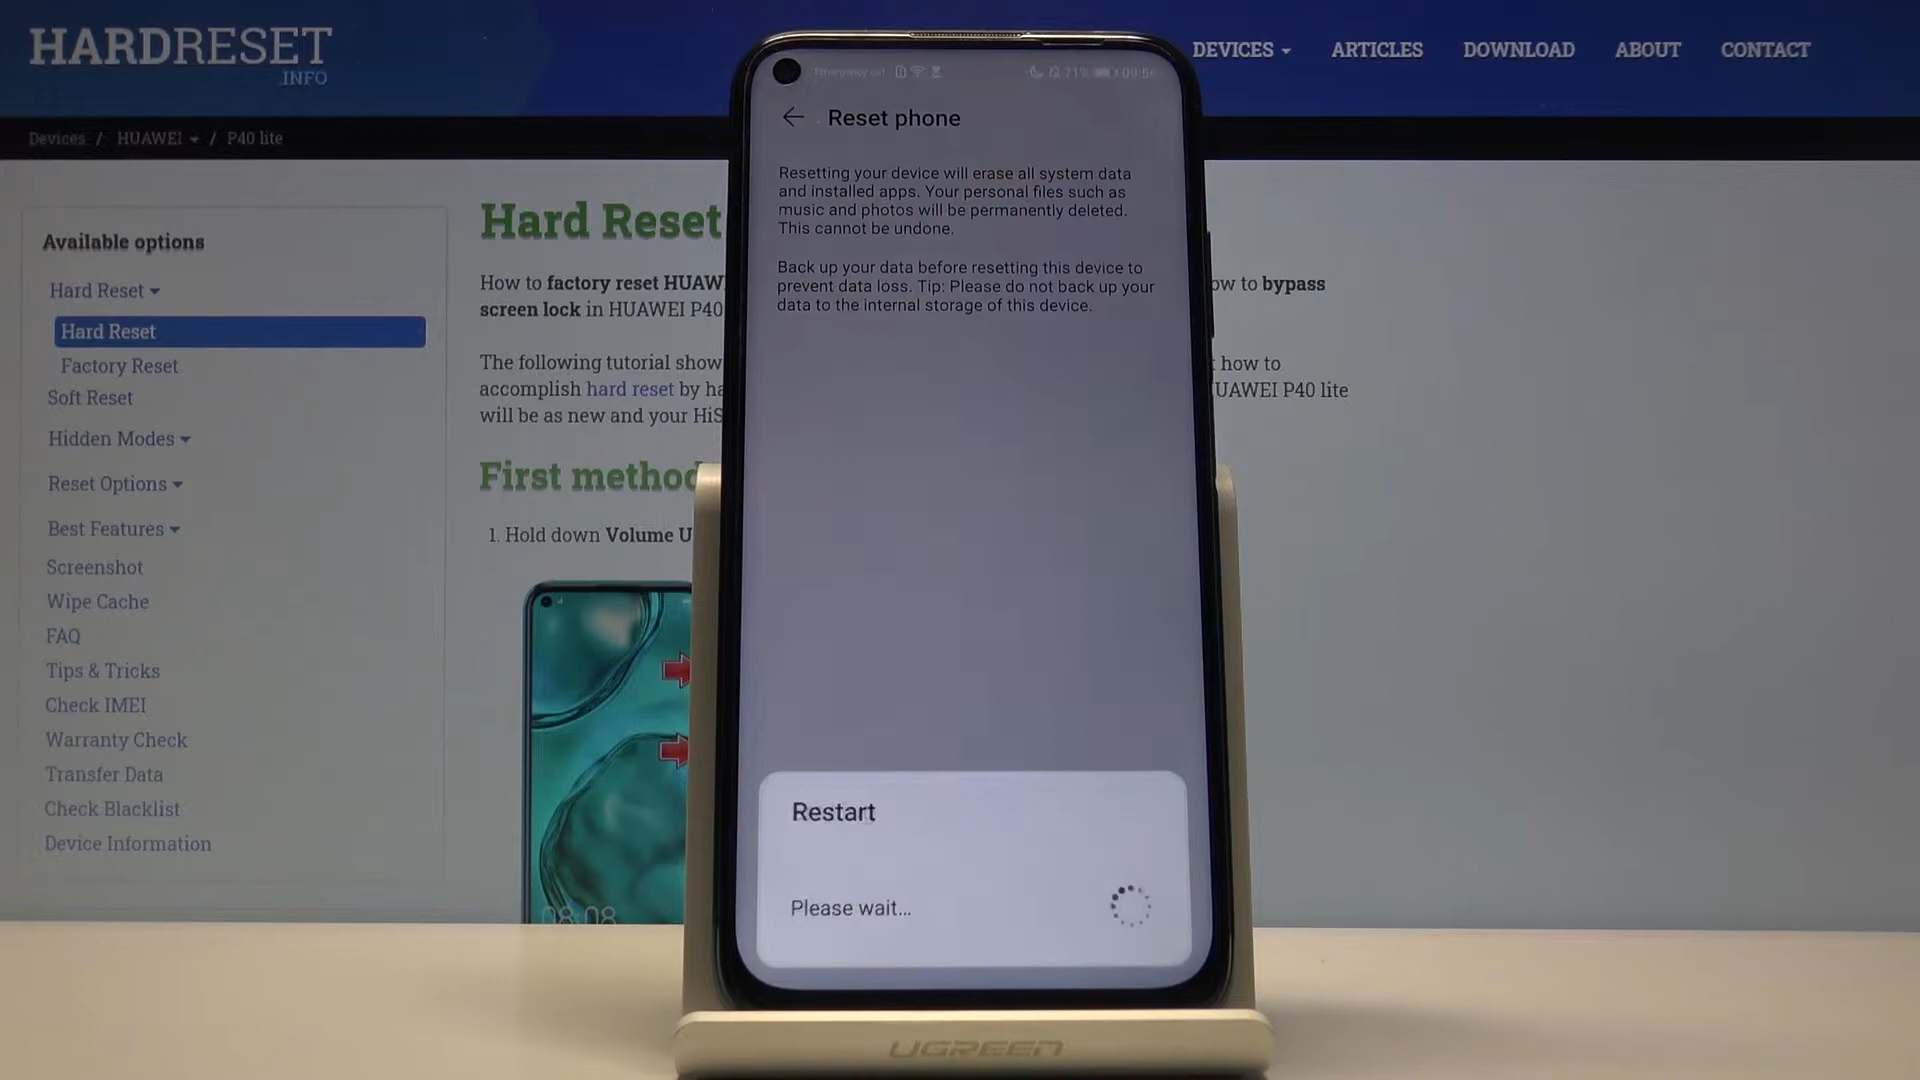 HARDRESET
.INFO
DEVICES
ARTICLES
DOWNLOAD
ABOUT
CONTACT
Devices / HUAWEI / P40 lite
Available options
Hard Reset
Hard Reset
Factory Reset
Soft Reset
Hidden Modes
Reset Options
Best Features
Screenshot
Wipe Cache
FAQ
Tips & Tricks
Check IMEI
Warranty Check
Transfer Data
Check Blacklist
Device Information
Hard Reset
How to factory reset HUAW
ow to bypass
screen lock in HUAWEI P40
The following tutorial show
how to
accomplish hard reset by ha
UAWEI P40 lite
will be as new and your HiS
First method
1. Hold down Volume U
08:08
Emergency call
71% 09:56
Reset phone
Resetting your device will erase all system data
and installed apps. Your personal files such as
music and photos will be permanently deleted.
This cannot be undone.
Back up your data before resetting this device to
prevent data loss. Tip: Please do not back up your
data to the internal storage of this device.
Restart
Please wait...
UGREEN